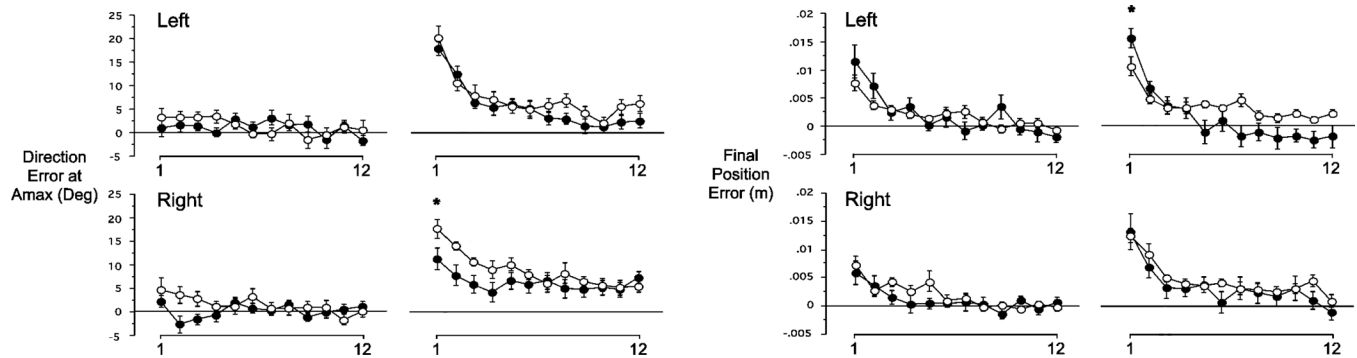 Left
25
20
15
10
5
0
-5
1 12 1 12
Direction
Error at
Amax (Deg)
Right
*
25
20
15
10
5
0
-5
1 12 1 12
Left
*
.02
.015
.01
.005
0
-.005
1 12 1 12
Final
Position
Error (m)
Right
.02
.015
.01
.005
0
-.005
1 12 1 12